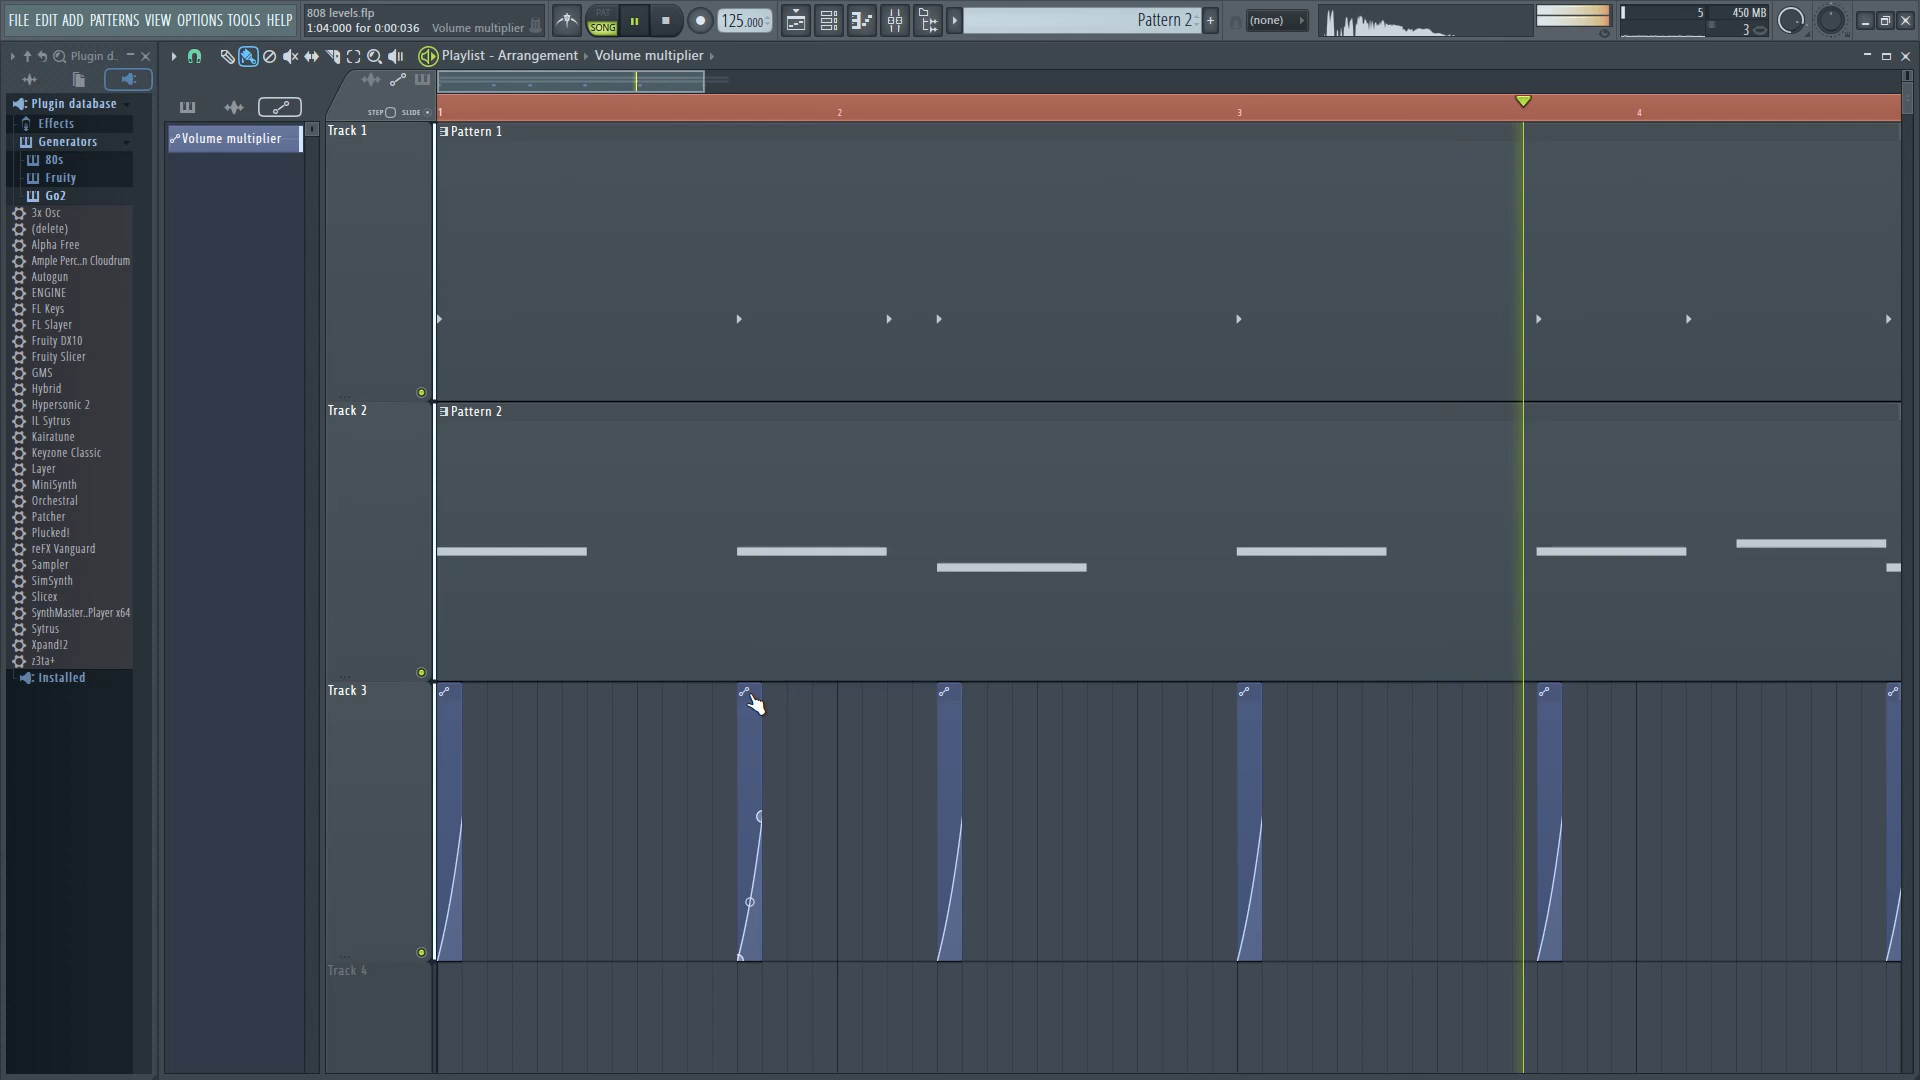 FILE EDIT ADD PATTERNS VIEW OPTIONS TOOLS HELP
808 levels.flp
1:04:000 for 0:00:036 Volume multiplier
PAT
SONG
125.000
Pattern 2
+
(none)
5
450 MB
3
Plugin d..
Playlist - Arrangement › Volume multiplier ›
Plugin database
Effects
Generators
80s
Fruity
Go2
3x Osc
(delete)
Alpha Free
Ample Perc..n Cloudrum
Autogun
ENGINE
FL Keys
FL Slayer
Fruity DX10
Fruity Slicer
GMS
Hybrid
Hypersonic 2
IL Sytrus
Kairatune
Keyzone Classic
Layer
MiniSynth
Orchestral
Patcher
Plucked!
reFX Vanguard
Sampler
SimSynth
Slicex
SynthMaster..Player x64
Sytrus
Xpand!2
z3ta+
Installed
Volume multiplier
STEP SLIDE
1 2 3 4
Track 1
Pattern 1
Track 2
Pattern 2
Track 3
Track 4